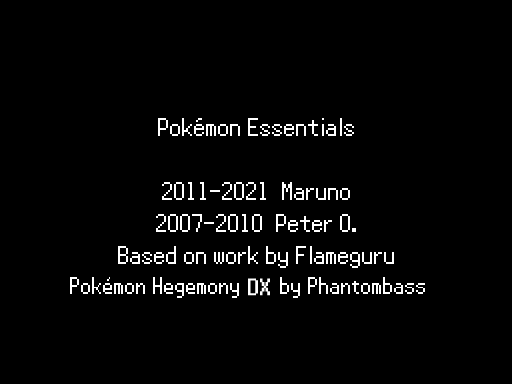 Pokémon Essentials
2011-2021 Maruno
2007-2010 Peter O.
Based on work by Flameguru
Pokémon Hegemony DX by Phantombass